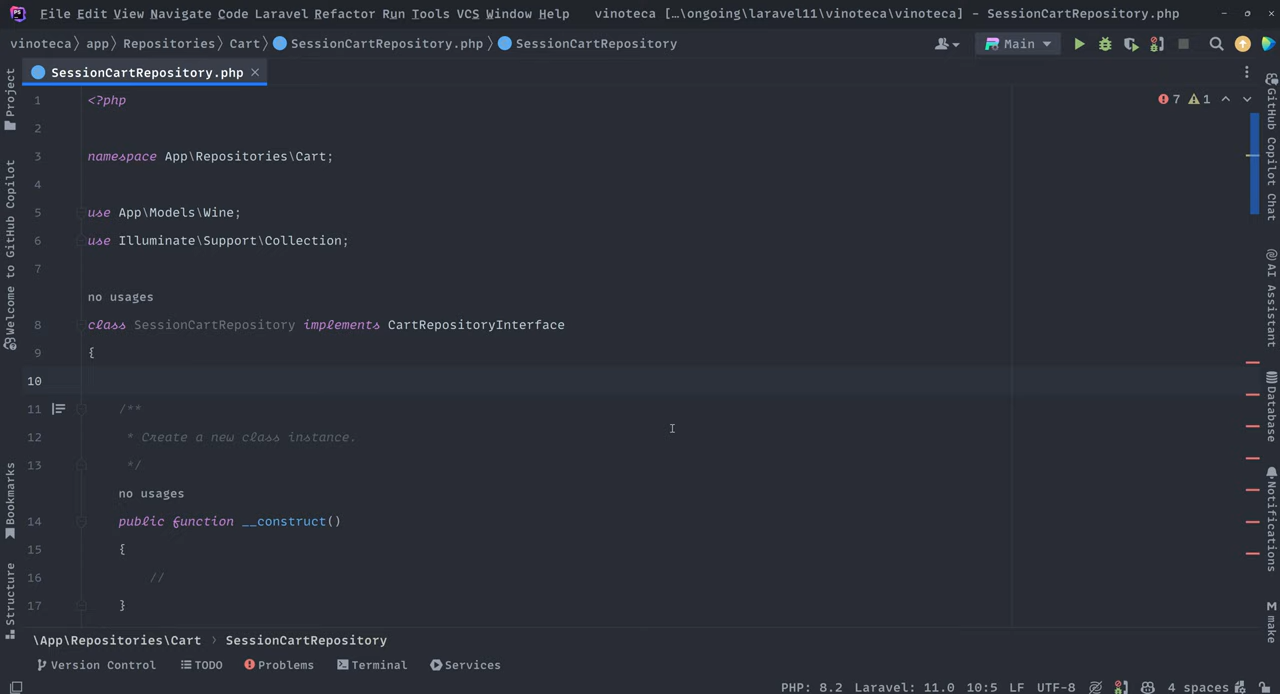 File Edit View Navigate Code Laravel Refactor Run Tools VCS Window Help vinoteca […\ongoing\laravel11\vinoteca\vinoteca] - SessionCartRepository.php
vinoteca app Repositories Cart SessionCartRepository.php SessionCartRepository
Main
SessionCartRepository.php
7 1
1 <?php
2
3 namespace App\Repositories\Cart;
4
5 use App\Models\Wine;
6 use Illuminate\Support\Collection;
7
no usages
8 class SessionCartRepository implements CartRepositoryInterface
9 {
10
11 /**
12 * Create a new class instance.
13 */
no usages
14 public function __construct()
15 {
16 //
17 }
\App\Repositories\Cart › SessionCartRepository
Version Control TODO Problems Terminal Services
PHP: 8.2 Laravel: 11.0 10:5 LF UTF-8 4 spaces
Project
Welcome to GitHub Copilot
Bookmarks
Structure
GitHub Copilot Chat
AI Assistant
Database
Notifications
M make